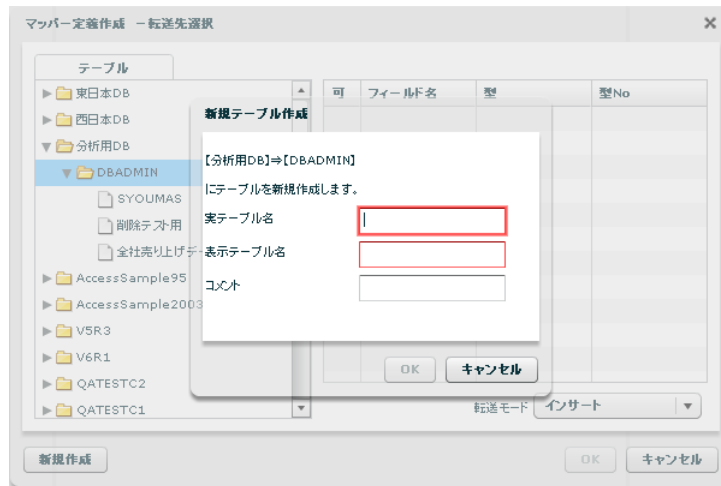 マッパー定義作成 －転送先選択
テーブル
東日本DB
西日本DB
分析用DB
DBADMIN
SYOUMAS
削除テスト用
全社売り上げデ
AccessSample95
AccessSample2003
V5R3
V6R1
QATESTC2
QATESTC1
可 フィールド名 型 型No
新規テーブル作成
【分析用DB】⇒【DBADMIN】
にテーブルを新規作成します。
実テーブル名
表示テーブル名
コメント
OK キャンセル
転送モード インサート
新規作成 OK キャンセル